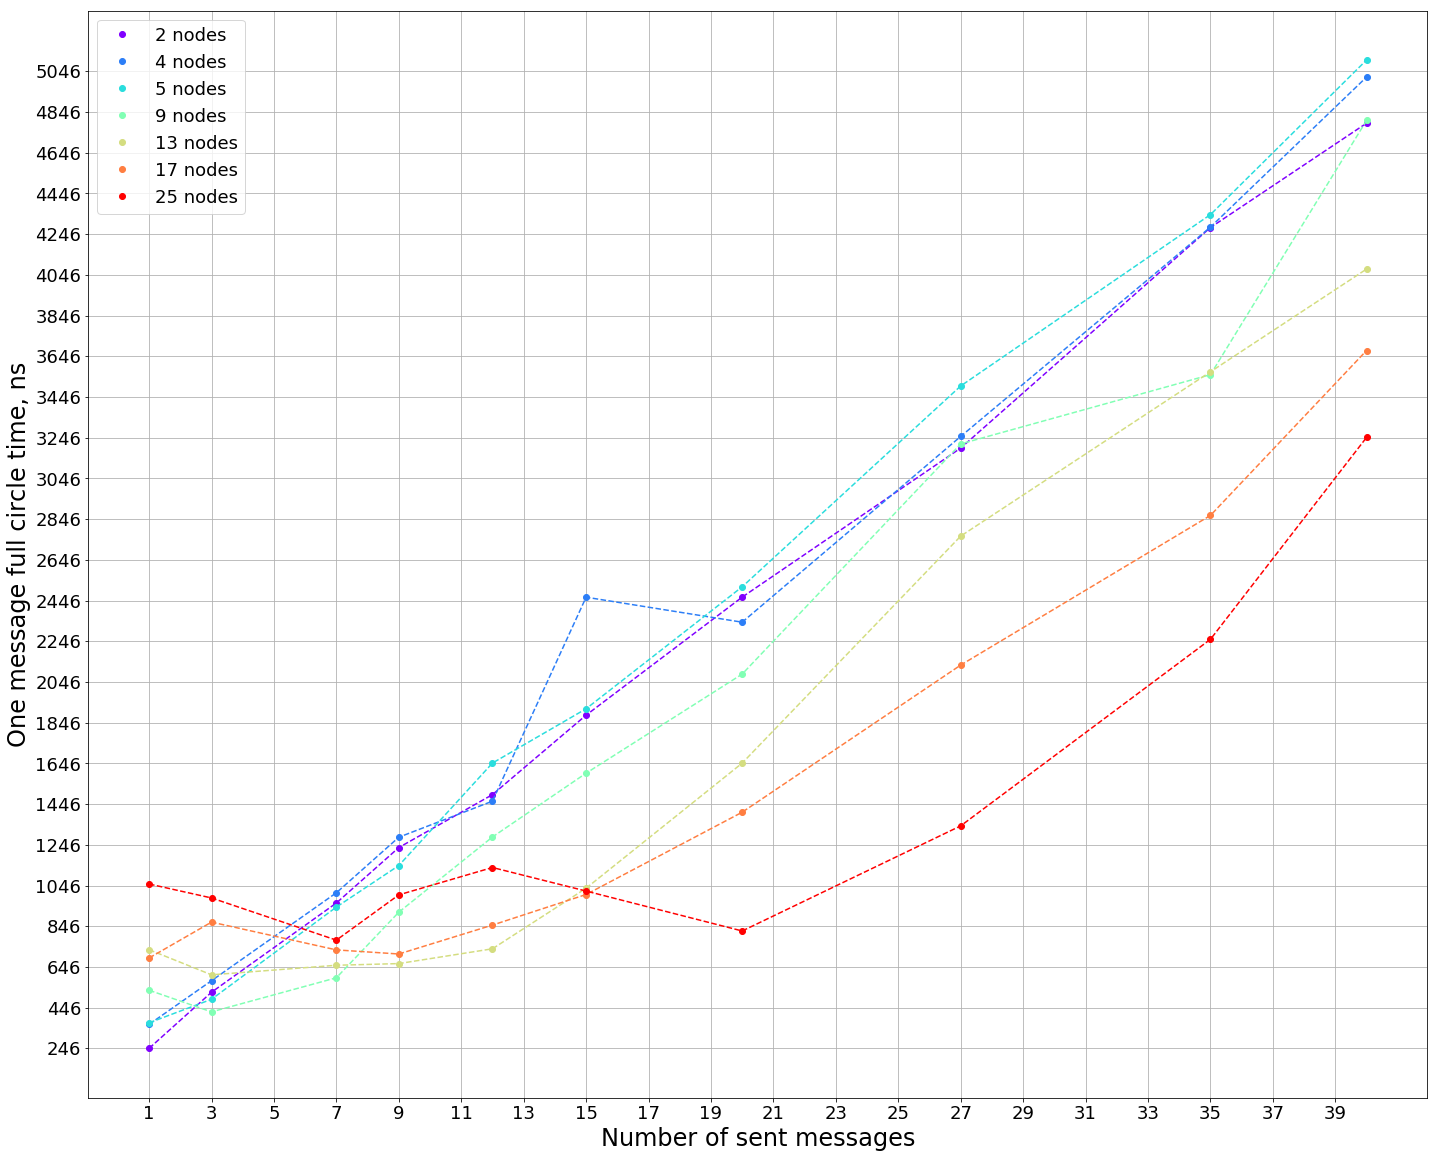 2 nodes
4 nodes
5 nodes
9 nodes
13 nodes
17 nodes
25 nodes
5046
4846
4646
4446
4246
4046
3846
3646
3446
3246
3046
2846
2646
2446
2246
2046
1846
1646
1446
1246
1046
846
646
446
246
One message full circle time, ns
1 3 5 7 9 11 13 15 17 19 21 23 25 27 29 31 33 35 37 39
Number of sent messages